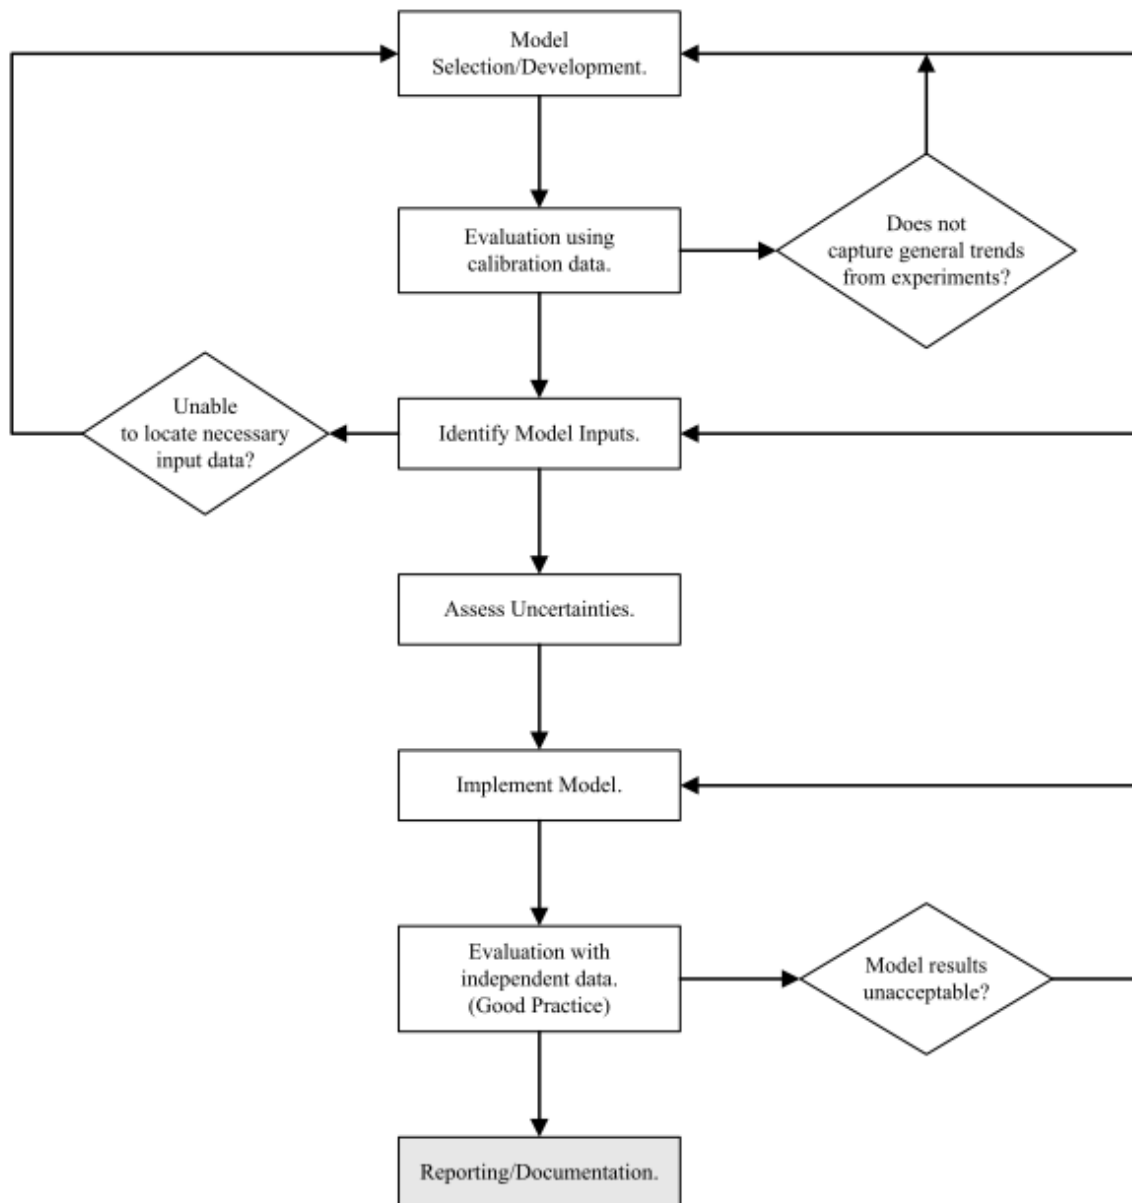 Model
Selection/Development.
Evaluation using
calibration data.
Does not
capture general trends
from experiments?
Unable
to locate necessary
input data?
Identify Model Inputs.
Assess Uncertainties.
Implement Model.
Evaluation with
independent data.
(Good Practice)
Model results
unacceptable?
Reporting/Documentation.